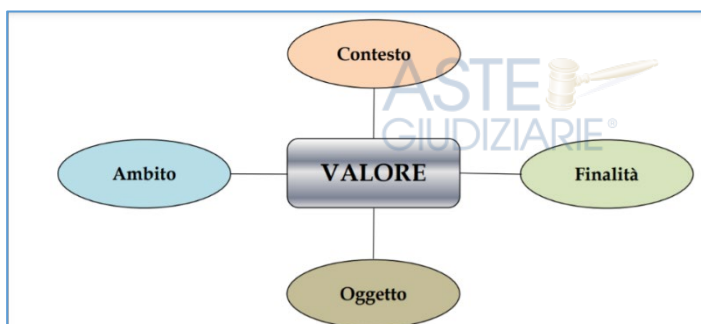 Contesto
ASTE
GIUDIZIARIE®
Ambito
VALORE
Finalità
Oggetto